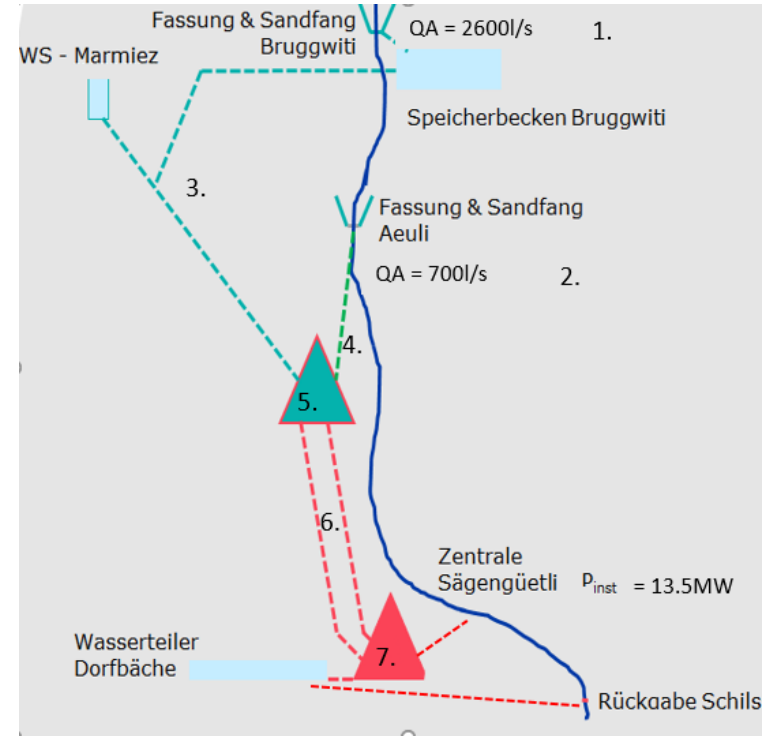 Fassung & Sandfang
Bruggwiti
QA = 2600l/s
1.
WS - Marmiez
Speicherbecken Bruggwiti
3.
Fassung & Sandfang
Aeuli
QA = 700l/s
2.
4.
5.
6.
Zentrale
Sägengüetli
Pinst = 13.5MW
Wasserteiler
Dorfbäche
7.
Rückgabe Schils